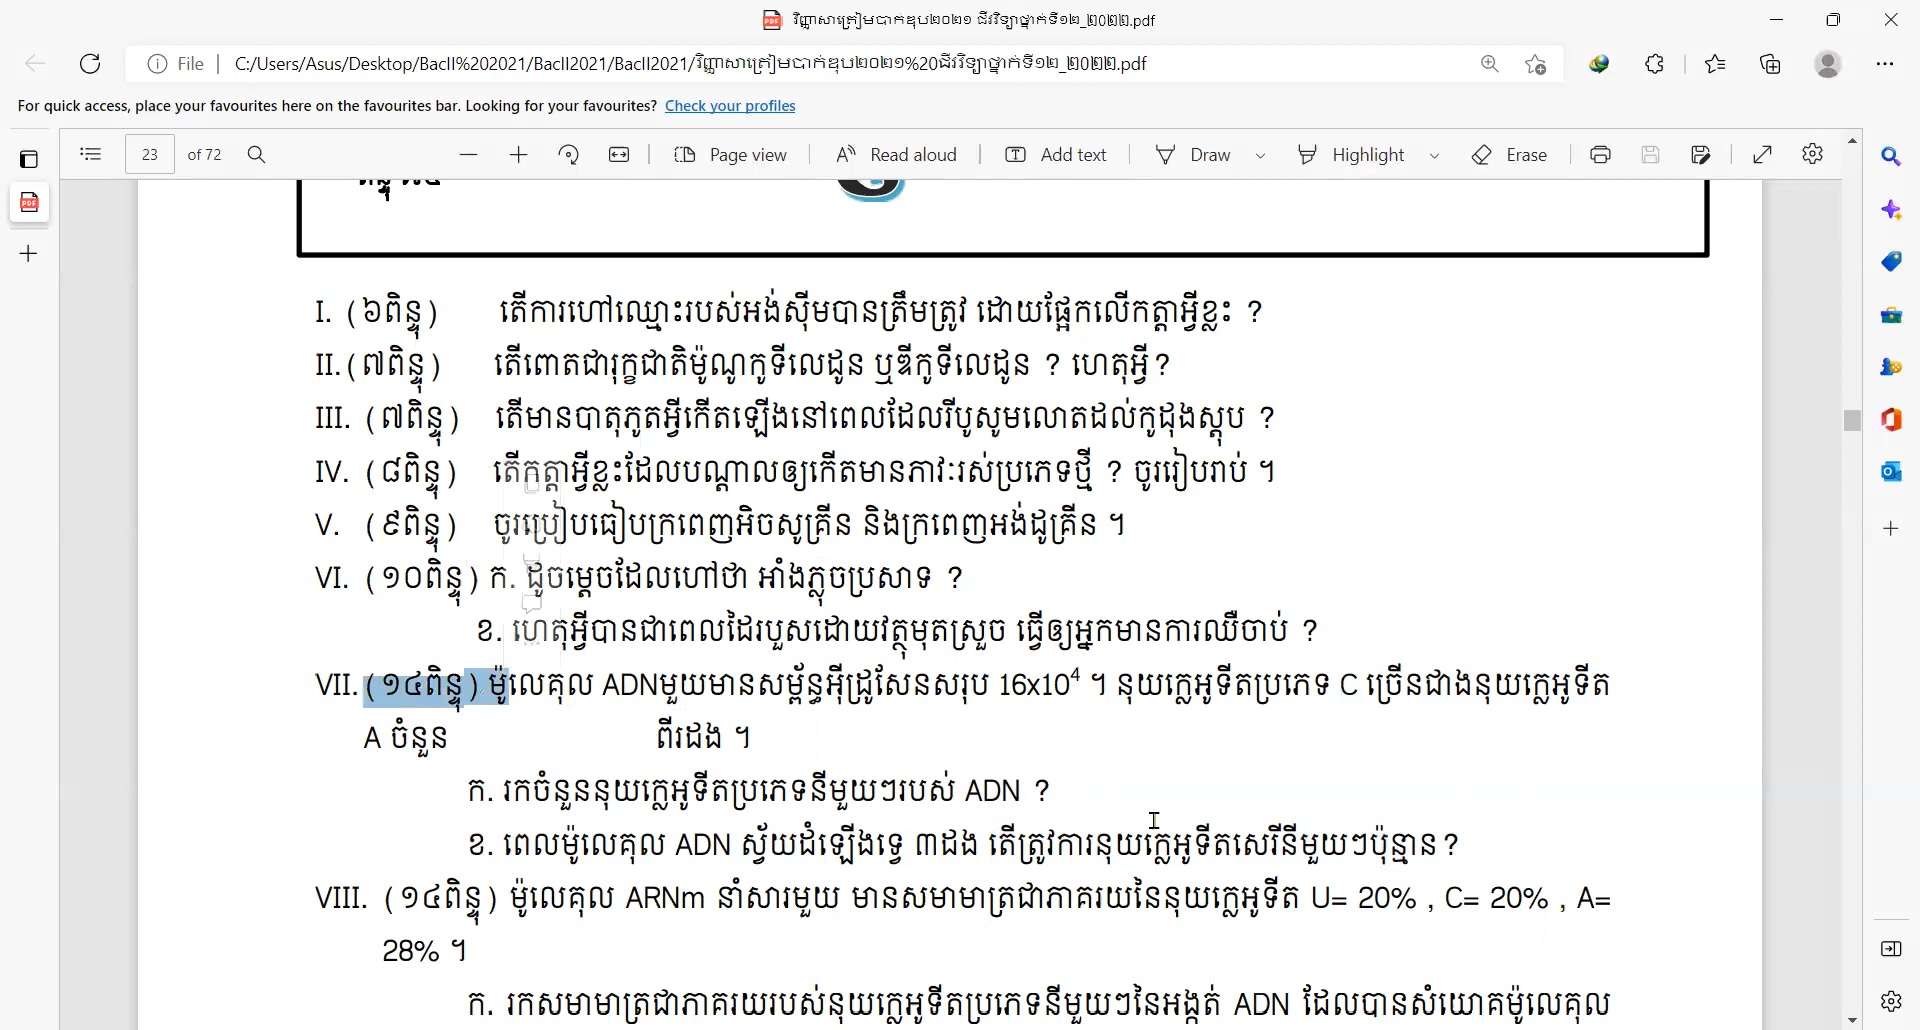 វិញ្ញាសាត្រៀមបាក់ឌុប២០២១ ជីវវិទ្យាថ្នាក់ទី១២_២០២២.pdf
File C:/Users/Asus/Desktop/BacII%202021/BacII2021/BacII2021/វិញ្ញាសាត្រៀមបាក់ឌុប២០២១%20ជីវវិទ្យាថ្នាក់ទី១២_២០២២.pdf
For quick access, place your favourites here on the favourites bar. Looking for your favourites? Check your profiles
23 of 72 Page view Read aloud Add text Draw Highlight Erase
I. (៦ពិន្ទុ) តើការហៅឈ្មោះរបស់អង់ស៊ីមបានត្រឹមត្រូវ ដោយផ្អែកលើកត្តាអ្វីខ្លះ ?
II.(៧ពិន្ទុ) តើពោតជារុក្ខជាតិម៉ូណូកូទីលេដូន ឬឌីកូទីលេដូន ? ហេតុអ្វី?
III. (៧ពិន្ទុ) តើមានបាតុភូតអ្វីកើតឡើងនៅពេលដែលរីបូសូមលោតដល់កូដុងស្តុប ?
IV. (៨ពិន្ទុ) តើកត្តាអ្វីខ្លះដែលបណ្តាលឲ្យកើតមានភាវៈរស់ប្រភេទថ្មី ? ចូររៀបរាប់ ។
V. (៩ពិន្ទុ) ចូរប្រៀបធៀបក្រពេញអិចសូគ្រីន និងក្រពេញអង់ដូគ្រីន ។
VI. (១០ពិន្ទុ) ក. ដូចម្តេចដែលហៅថា អាំងភ្លុចប្រសាទ ?
ខ. ហេតុអ្វីបានជាពេលដៃរបួសដោយវត្ថុមុតស្រួច ធ្វើឲ្យអ្នកមានការឈឺចាប់ ?
VII. (១៤ពិន្ទុ) ម៉ូលេគុល ADNមួយមានសម្ព័ន្ធអ៊ីដ្រូសែនសរុប 16x10⁴ ។ នុយក្លេអូទីតប្រភេទ C ច្រើនជាងនុយក្លេអូទីត
A ចំនួន ពីរដង ។
ក. រកចំនួននុយក្លេអូទីតប្រភេទនីមួយៗរបស់ ADN ?
ខ. ពេលម៉ូលេគុល ADN ស្វ័យដំឡើងទ្វេ ៣ដង តើត្រូវការនុយក្លេអូទីតសេរីនីមួយៗប៉ុន្មាន?
VIII. (១៤ពិន្ទុ) ម៉ូលេគុល ARNm នាំសារមួយ មានសមាមាត្រជាភាគរយនៃនុយក្លេអូទីត U= 20% , C= 20% , A=
28% ។
ក. រកសមាមាត្រជាភាគរយរបស់នុយក្លេអូទីតប្រភេទនីមួយៗនៃអង្កត់ ADN ដែលបានសំយោគម៉ូលេគុល